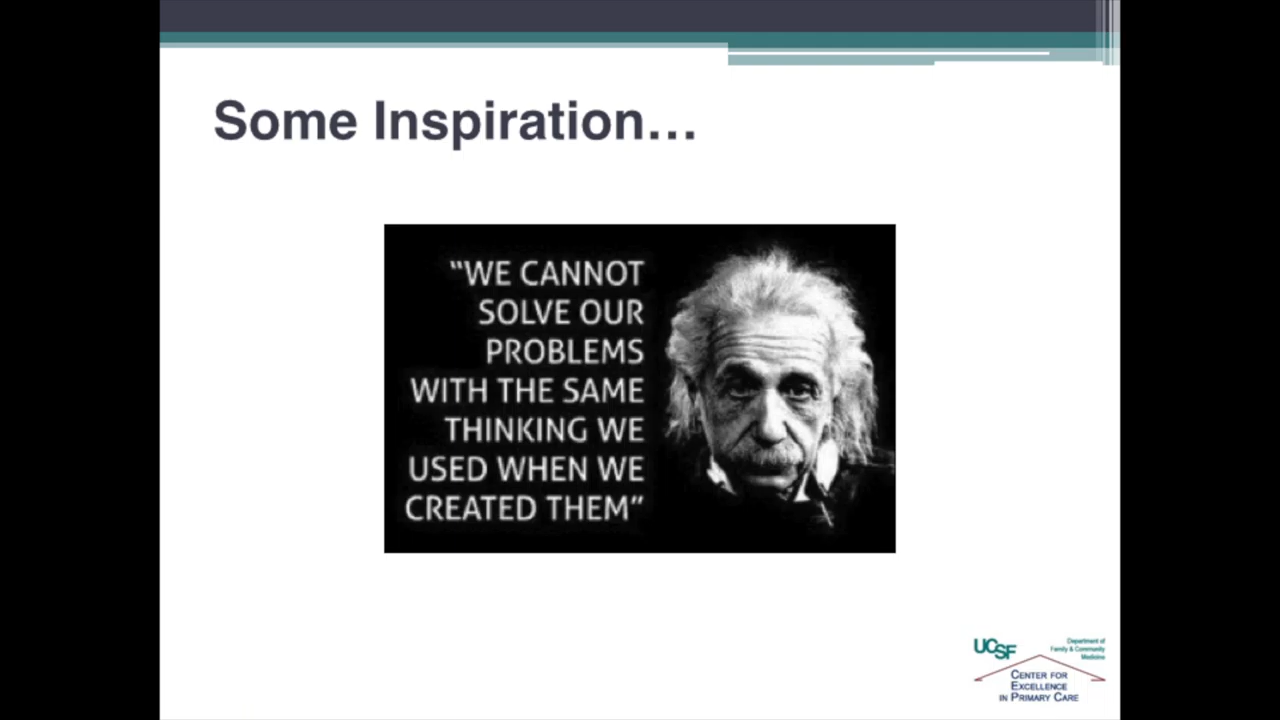 Some Inspiration…
“WE CANNOT
SOLVE OUR
PROBLEMS
WITH THE SAME
THINKING WE
USED WHEN WE
CREATED THEM”
UCSF
Department of
Family & Community
Medicine
CENTER FOR
EXCELLENCE
IN PRIMARY CARE